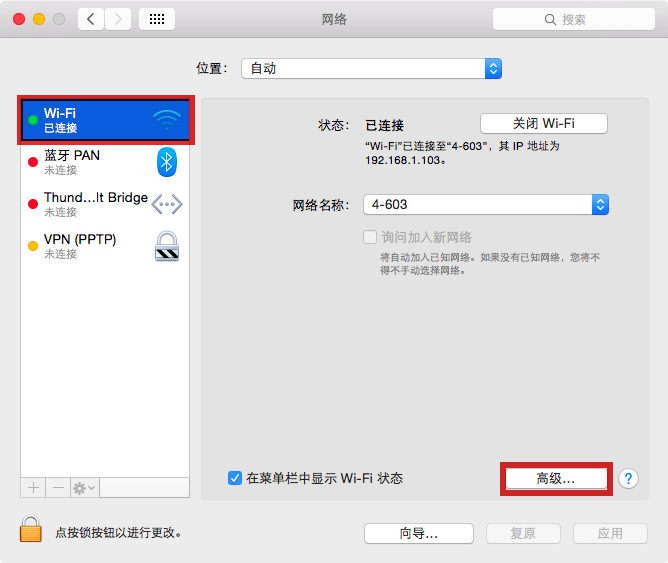 网络
搜索
位置：
自动
Wi-Fi
已连接
蓝牙 PAN
未连接
Thund...lt Bridge
未连接
VPN (PPTP)
未连接
状态：
已连接
关闭 Wi-Fi
“Wi-Fi”已连接至“4-603”，其 IP 地址为
192.168.1.103。
网络名称：
4-603
询问加入新网络
将自动加入已知网络。如果没有已知网络，您将不
得不手动选择网络。
在菜单栏中显示 Wi-Fi 状态
高级...
?
点按锁按钮以进行更改。
向导...
复原
应用